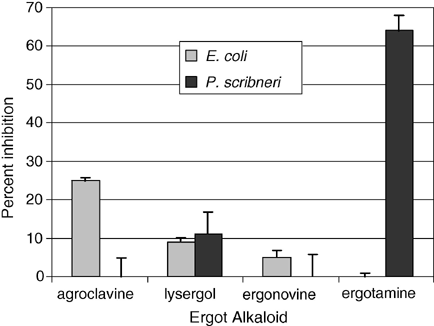 70
60
50
40
30
20
10
0
Percent inhibition
E. coli
P. scribneri
agroclavine lysergol ergonovine ergotamine
Ergot Alkaloid